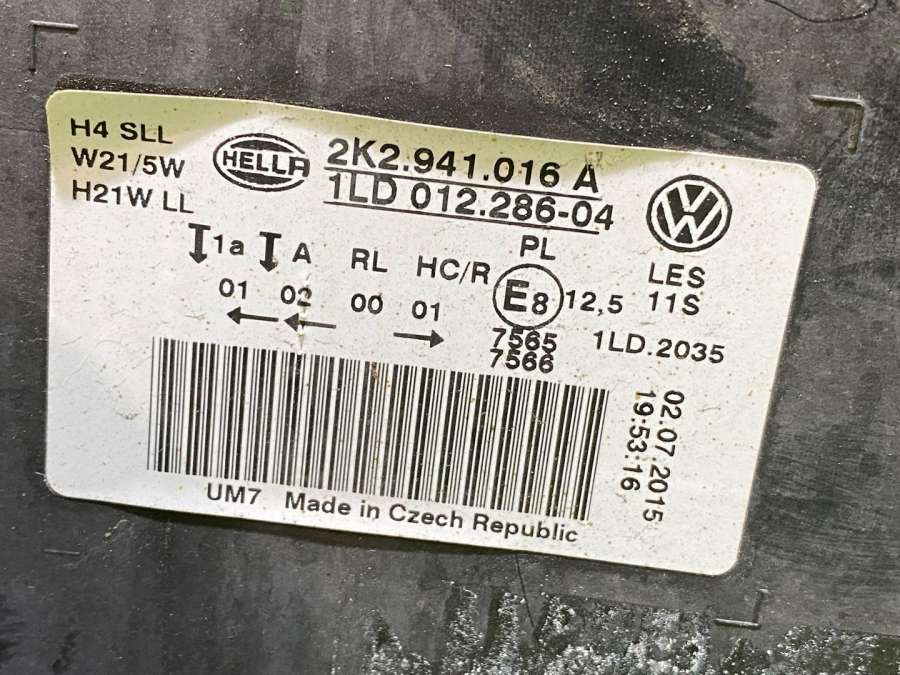 H4 SLL
W21/5W
H21W LL
HELLA
2K2.941.016 A
1LD 012.286-04
VW
1a A RL HC/R PL
01 02 00 01
E8
12,5
LES
11S
7565
7566
1LD.2035
02.07.2015
19:53:16
UM7 Made in Czech Republic